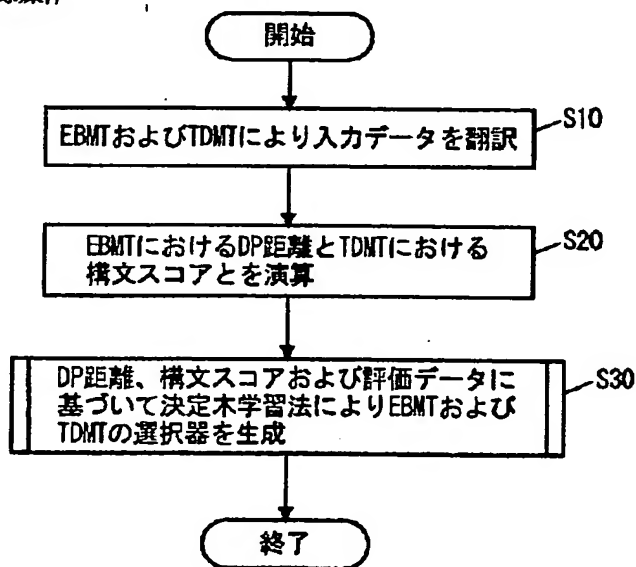 開始
EBMTおよびTDMTにより入力データを翻訳
S10
EBMTにおけるDP距離とTDMTにおける
構文スコアとを演算
S20
DP距離、構文スコアおよび評価データに
基づいて決定木学習法によりEBMTおよび
TDMTの選択器を生成
S30
終了